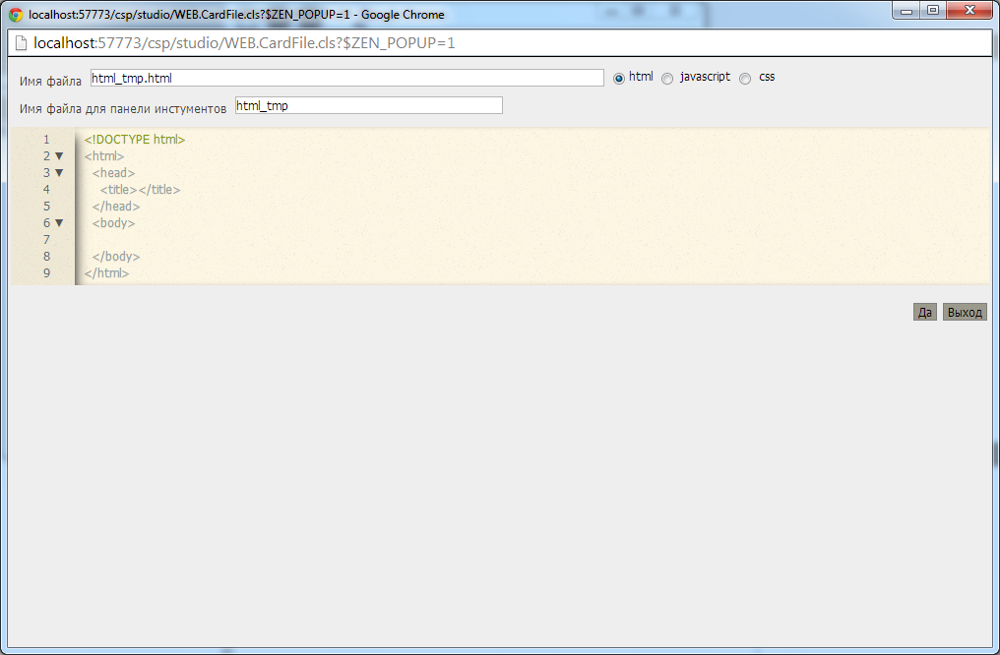 localhost:57773/csp/studio/WEB.CardFile.cls?$ZEN_POPUP=1 - Google Chrome
localhost:57773/csp/studio/WEB.CardFile.cls?$ZEN_POPUP=1
Имя файла html_tmp.html html javascript css
Имя файла для панели инстументов html_tmp
1 <!DOCTYPE html>
2 ▼ <html>
3 ▼ <head>
4 <title></title>
5 </head>
6 ▼ <body>
7
8 </body>
9 </html>
Да Выход